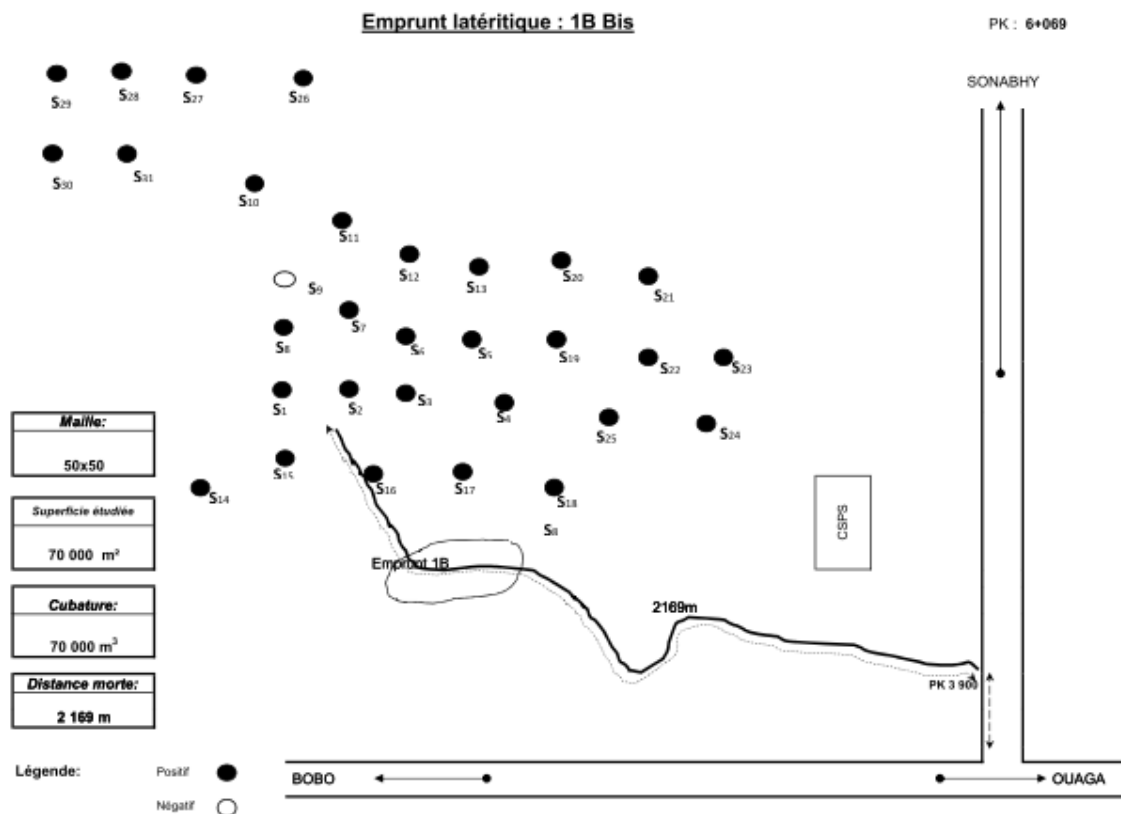 Emprunt latéritique : 1B Bis
PK : 6+069
SONABHY
S29 S28 S27 S26
S30 S31
S10
S11
S12 S13 S20 S21
S9
S7
S8 S6 S5 S19 S22 S23
S1 S2 S3 S4 S25 S24
S15 S16 S17 S18
S14
S8
Maille:
50x50
Superficie étudiée
70 000 m²
Cubature:
70 000 m³
Distance morte:
2 169 m
CSPS
Emprunt 1B
2169m
PK 3 900
Légende:
Positif
Négatif
BOBO
OUAGA